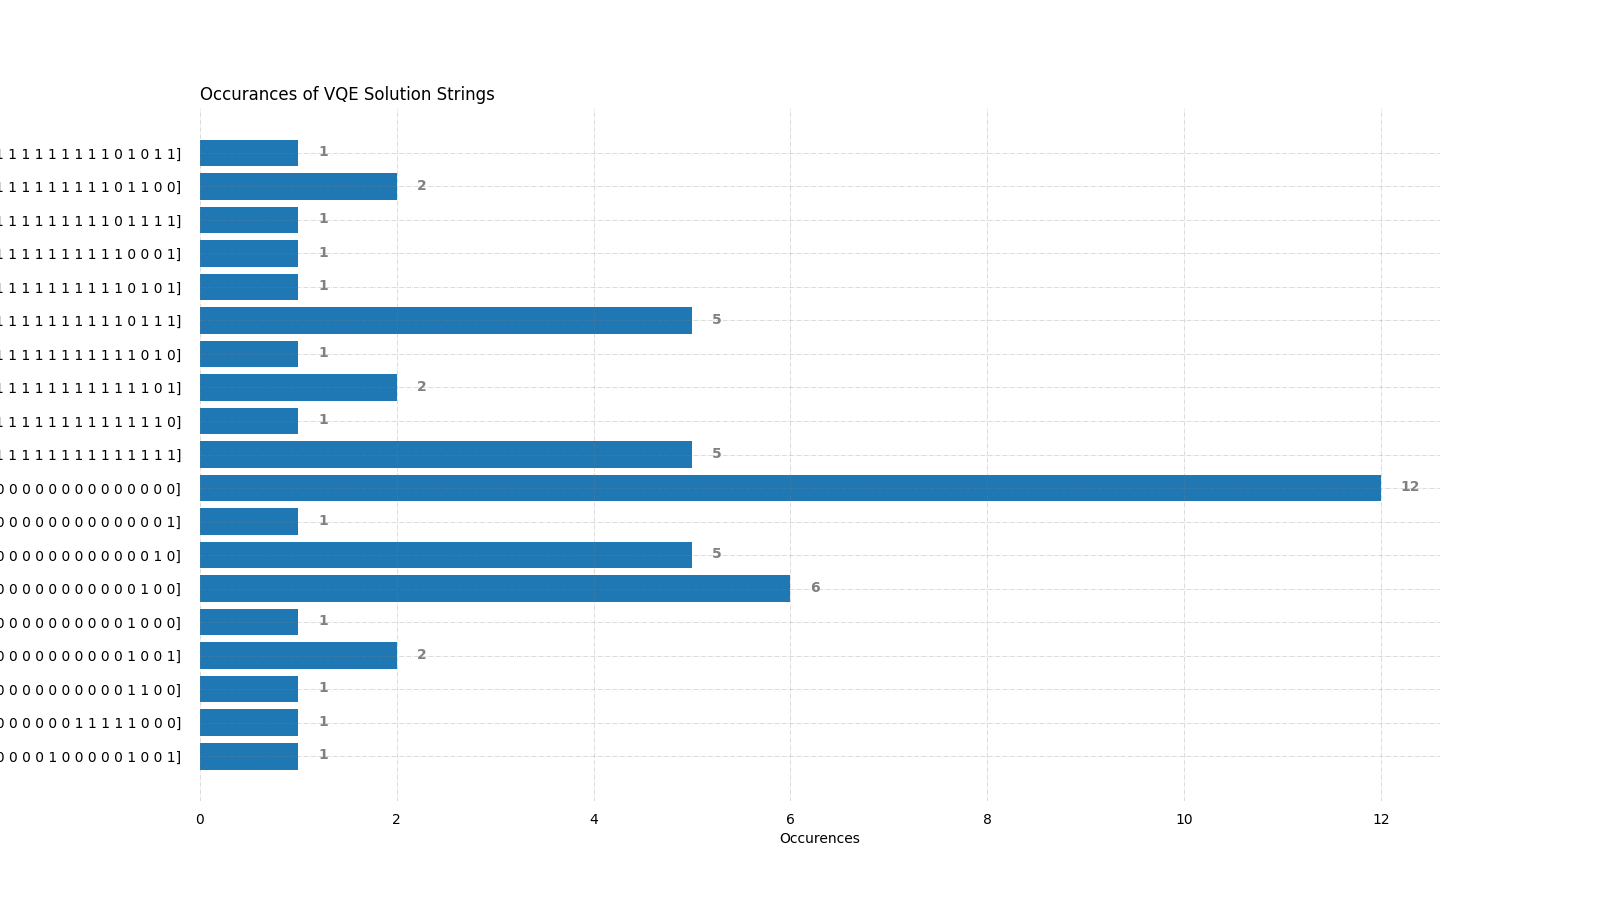 Occurances of VQE Solution Strings
1 1 1 1 1 1 1 1 1 0 1 0 1 1] 1
1 1 1 1 1 1 1 1 1 0 1 1 0 0] 2
1 1 1 1 1 1 1 1 1 0 1 1 1 1] 1
1 1 1 1 1 1 1 1 1 1 0 0 0 1] 1
1 1 1 1 1 1 1 1 1 1 0 1 0 1] 1
1 1 1 1 1 1 1 1 1 1 0 1 1 1] 5
1 1 1 1 1 1 1 1 1 1 1 0 1 0] 1
1 1 1 1 1 1 1 1 1 1 1 1 0 1] 2
1 1 1 1 1 1 1 1 1 1 1 1 1 0] 1
1 1 1 1 1 1 1 1 1 1 1 1 1 1] 5
0 0 0 0 0 0 0 0 0 0 0 0 0 0] 12
0 0 0 0 0 0 0 0 0 0 0 0 0 1] 1
0 0 0 0 0 0 0 0 0 0 0 0 1 0] 5
0 0 0 0 0 0 0 0 0 0 0 1 0 0] 6
0 0 0 0 0 0 0 0 0 0 1 0 0 0] 1
0 0 0 0 0 0 0 0 0 0 1 0 0 1] 2
0 0 0 0 0 0 0 0 0 0 1 1 0 0] 1
0 0 0 0 0 0 1 1 1 1 1 0 0 0] 1
0 0 0 0 1 0 0 0 0 0 1 0 0 1] 1
0 2 4 6 8 10 12
Occurences